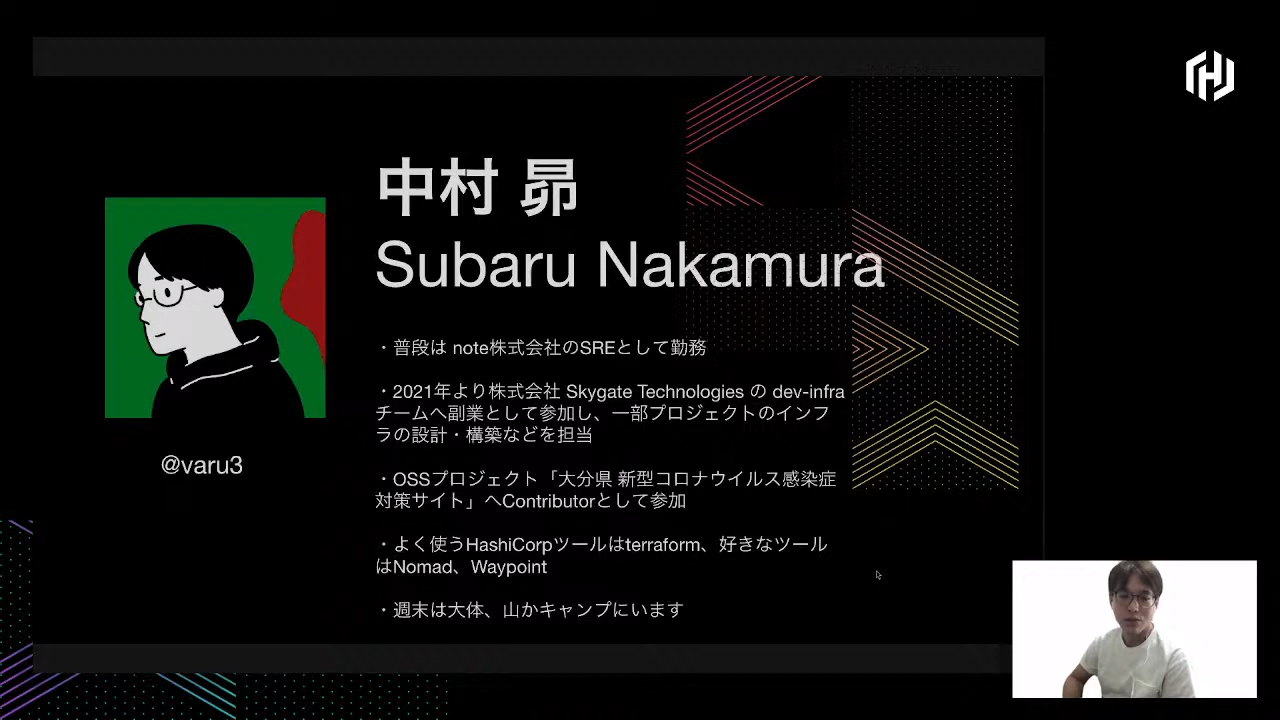 中村 昴
Subaru Nakamura
・普段は note株式会社のSREとして勤務
・2021年より株式会社 Skygate Technologies の dev-infra
チームへ副業として参加し、一部プロジェクトのインフ
ラの設計・構築などを担当
@varu3
・OSSプロジェクト「大分県 新型コロナウイルス感染症
対策サイト」へContributorとして参加
・よく使うHashiCorpツールはterraform、好きなツール
はNomad、Waypoint
・週末は大体、山かキャンプにいます